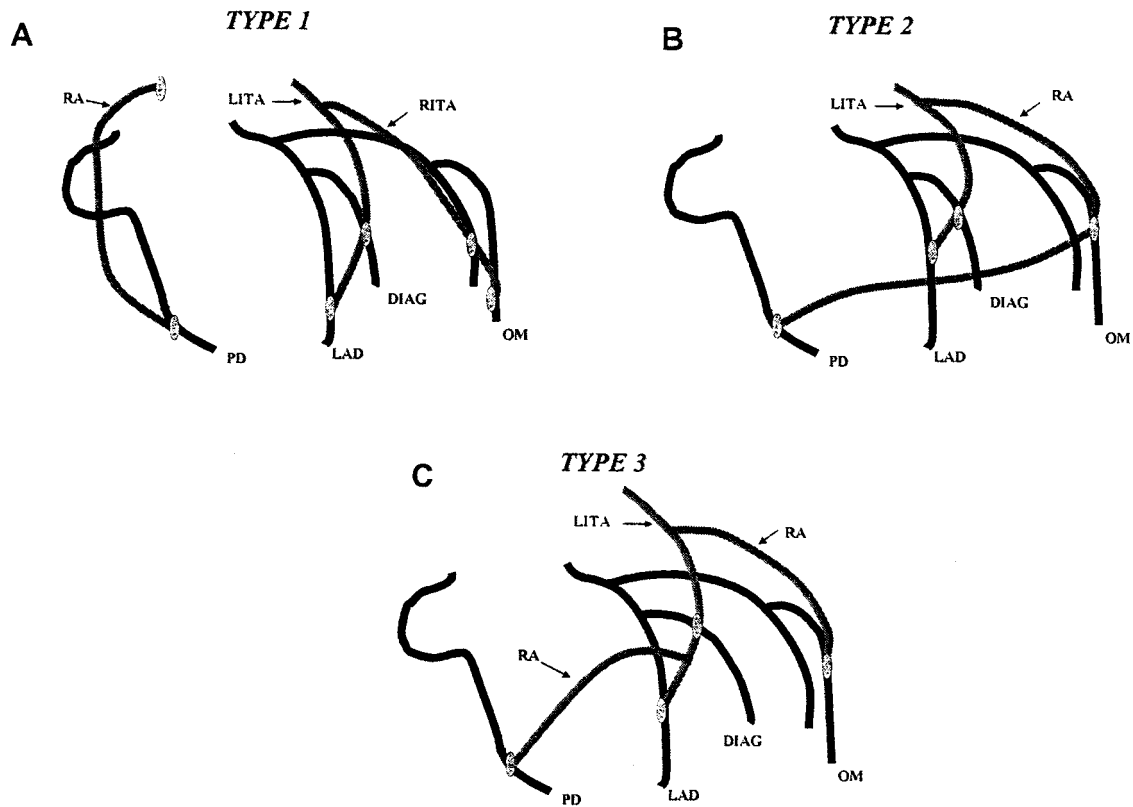 A
TYPE 1
RA
LITA
RITA
DIAG
OM
LAD
PD
B
TYPE 2
LITA
RA
DIAG
OM
LAD
PD
C
TYPE 3
LITA
RA
RA
DIAG
OM
LAD
PD